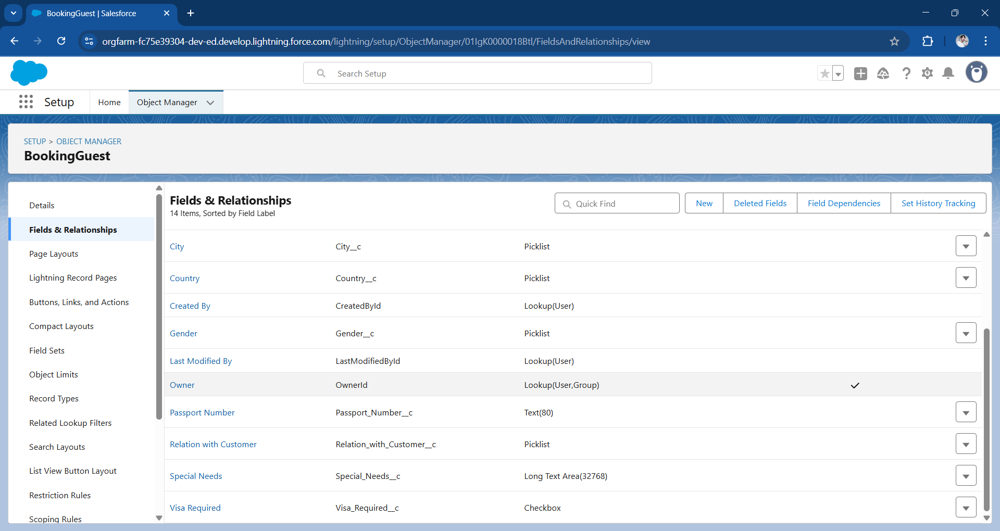 BookingGuest | Salesforce
orgfarm-fc75e39304-dev-ed.develop.lightning.force.com/lightning/setup/ObjectManager/01IgK0000018BtI/FieldsAndRelationships/view
Search Setup
Setup
Home
Object Manager
SETUP > OBJECT MANAGER
BookingGuest
Details
Fields & Relationships
Page Layouts
Lightning Record Pages
Buttons, Links, and Actions
Compact Layouts
Field Sets
Object Limits
Record Types
Related Lookup Filters
Search Layouts
List View Button Layout
Restriction Rules
Scoping Rules
Fields & Relationships
14 Items, Sorted by Field Label
Quick Find
New
Deleted Fields
Field Dependencies
Set History Tracking
City City__c Picklist
Country Country__c Picklist
Created By CreatedById Lookup(User)
Gender Gender__c Picklist
Last Modified By LastModifiedById Lookup(User)
Owner OwnerId Lookup(User,Group)
Passport Number Passport_Number__c Text(80)
Relation with Customer Relation_with_Customer__c Picklist
Special Needs Special_Needs__c Long Text Area(32768)
Visa Required Visa_Required__c Checkbox